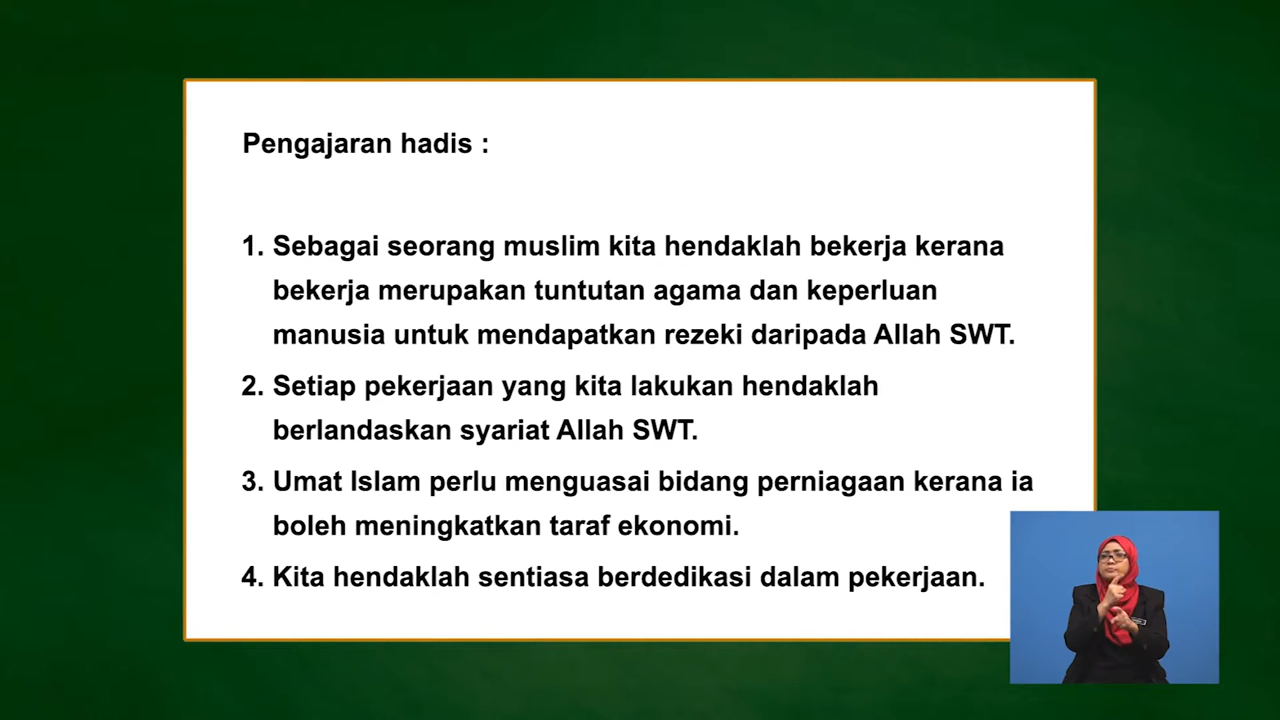 Pengajaran hadis :
1. Sebagai seorang muslim kita hendaklah bekerja kerana
bekerja merupakan tuntutan agama dan keperluan
manusia untuk mendapatkan rezeki daripada Allah SWT.
2. Setiap pekerjaan yang kita lakukan hendaklah
berlandaskan syariat Allah SWT.
3. Umat Islam perlu menguasai bidang perniagaan kerana ia
boleh meningkatkan taraf ekonomi.
4. Kita hendaklah sentiasa berdedikasi dalam pekerjaan.